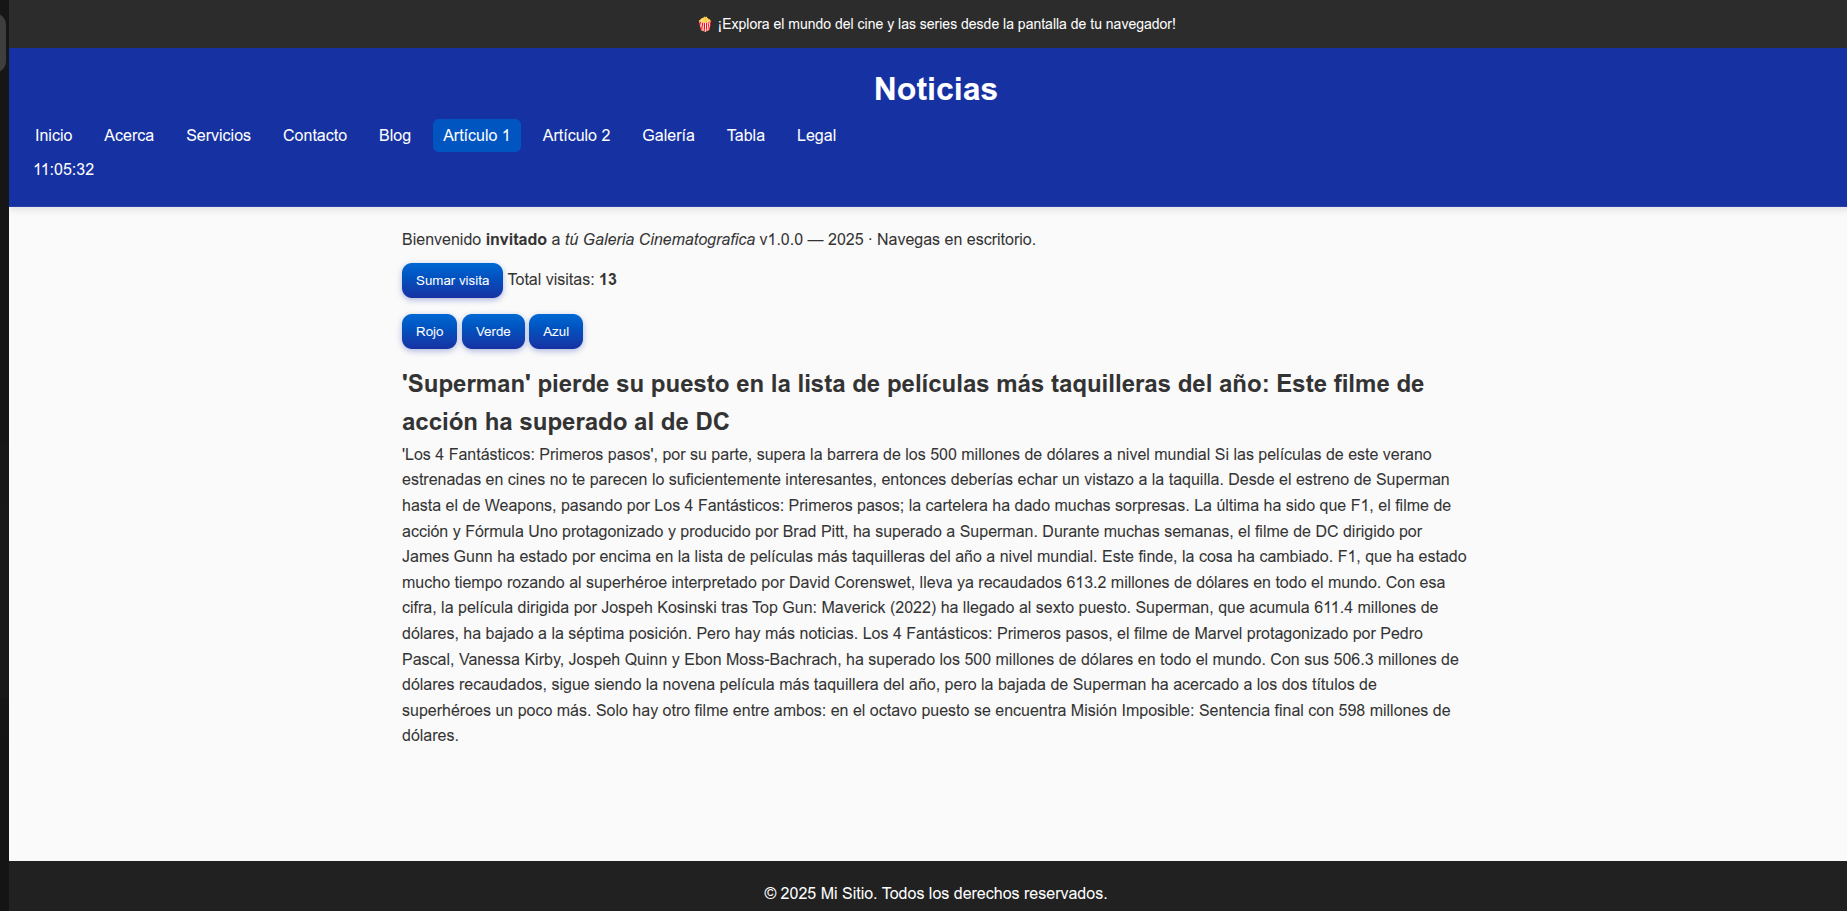 🍿 ¡Explora el mundo del cine y las series desde la pantalla de tu navegador!
Noticias
Inicio Acerca Servicios Contacto Blog Artículo 1 Artículo 2 Galería Tabla Legal
11:05:32
Bienvenido invitado a tú Galeria Cinematografica v1.0.0 — 2025 · Navegas en escritorio.
Sumar visita Total visitas: 13
Rojo Verde Azul
'Superman' pierde su puesto en la lista de películas más taquilleras del año: Este filme de
acción ha superado al de DC
'Los 4 Fantásticos: Primeros pasos', por su parte, supera la barrera de los 500 millones de dólares a nivel mundial Si las películas de este verano
estrenadas en cines no te parecen lo suficientemente interesantes, entonces deberías echar un vistazo a la taquilla. Desde el estreno de Superman
hasta el de Weapons, pasando por Los 4 Fantásticos: Primeros pasos; la cartelera ha dado muchas sorpresas. La última ha sido que F1, el filme de
acción y Fórmula Uno protagonizado y producido por Brad Pitt, ha superado a Superman. Durante muchas semanas, el filme de DC dirigido por
James Gunn ha estado por encima en la lista de películas más taquilleras del año a nivel mundial. Este finde, la cosa ha cambiado. F1, que ha estado
mucho tiempo rozando al superhéroe interpretado por David Corenswet, lleva ya recaudados 613.2 millones de dólares en todo el mundo. Con esa
cifra, la película dirigida por Jospeh Kosinski tras Top Gun: Maverick (2022) ha llegado al sexto puesto. Superman, que acumula 611.4 millones de
dólares, ha bajado a la séptima posición. Pero hay más noticias. Los 4 Fantásticos: Primeros pasos, el filme de Marvel protagonizado por Pedro
Pascal, Vanessa Kirby, Jospeh Quinn y Ebon Moss-Bachrach, ha superado los 500 millones de dólares en todo el mundo. Con sus 506.3 millones de
dólares recaudados, sigue siendo la novena película más taquillera del año, pero la bajada de Superman ha acercado a los dos títulos de
superhéroes un poco más. Solo hay otro filme entre ambos: en el octavo puesto se encuentra Misión Imposible: Sentencia final con 598 millones de
dólares.
© 2025 Mi Sitio. Todos los derechos reservados.